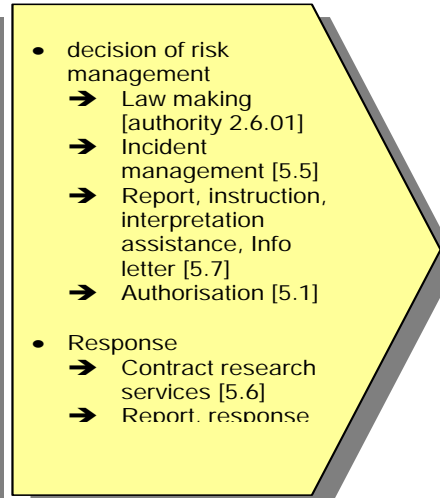 • decision of risk
management
➔ Law making
[authority 2.6.01]
➔ Incident
management [5.5]
➔ Report, instruction,
interpretation
assistance, Info
letter [5.7]
➔ Authorisation [5.1]
• Response
➔ Contract research
services [5.6]
➔ Report, response